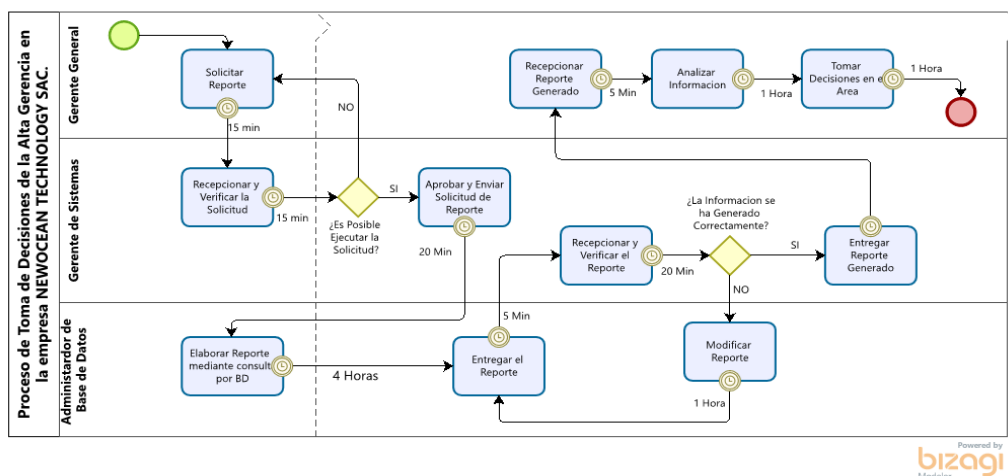 Proceso de Toma de Decisiones de la Alta Gerencia en
la empresa NEWOCEAN TECHNOLOGY SAC.
Gerente General
Solicitar
Reporte
15 min
NO
Recepcionar
Reporte
Generado
5 Min
Analizar
Informacion
1 Hora
Tomar
Decisiones en e
Area
1 Hora
Gerente de Sistemas
Recepcionar y
Verificar la
Solicitud
15 min
¿Es Posible
Ejecutar la
Solicitud?
SI
Aprobar y Enviar
Solicitud de
Reporte
20 Min
Recepcionar y
Verificar el
Reporte
20 Min
¿La Informacion se
ha Generado
Correctamente?
SI
NO
Entregar
Reporte
Generado
Administardor de
Base de Datos
Elaborar Reporte
mediante consult
por BD
4 Horas
5 Min
Entregar el
Reporte
Modificar
Reporte
1 Hora
Powered by
bizagi
Modeler